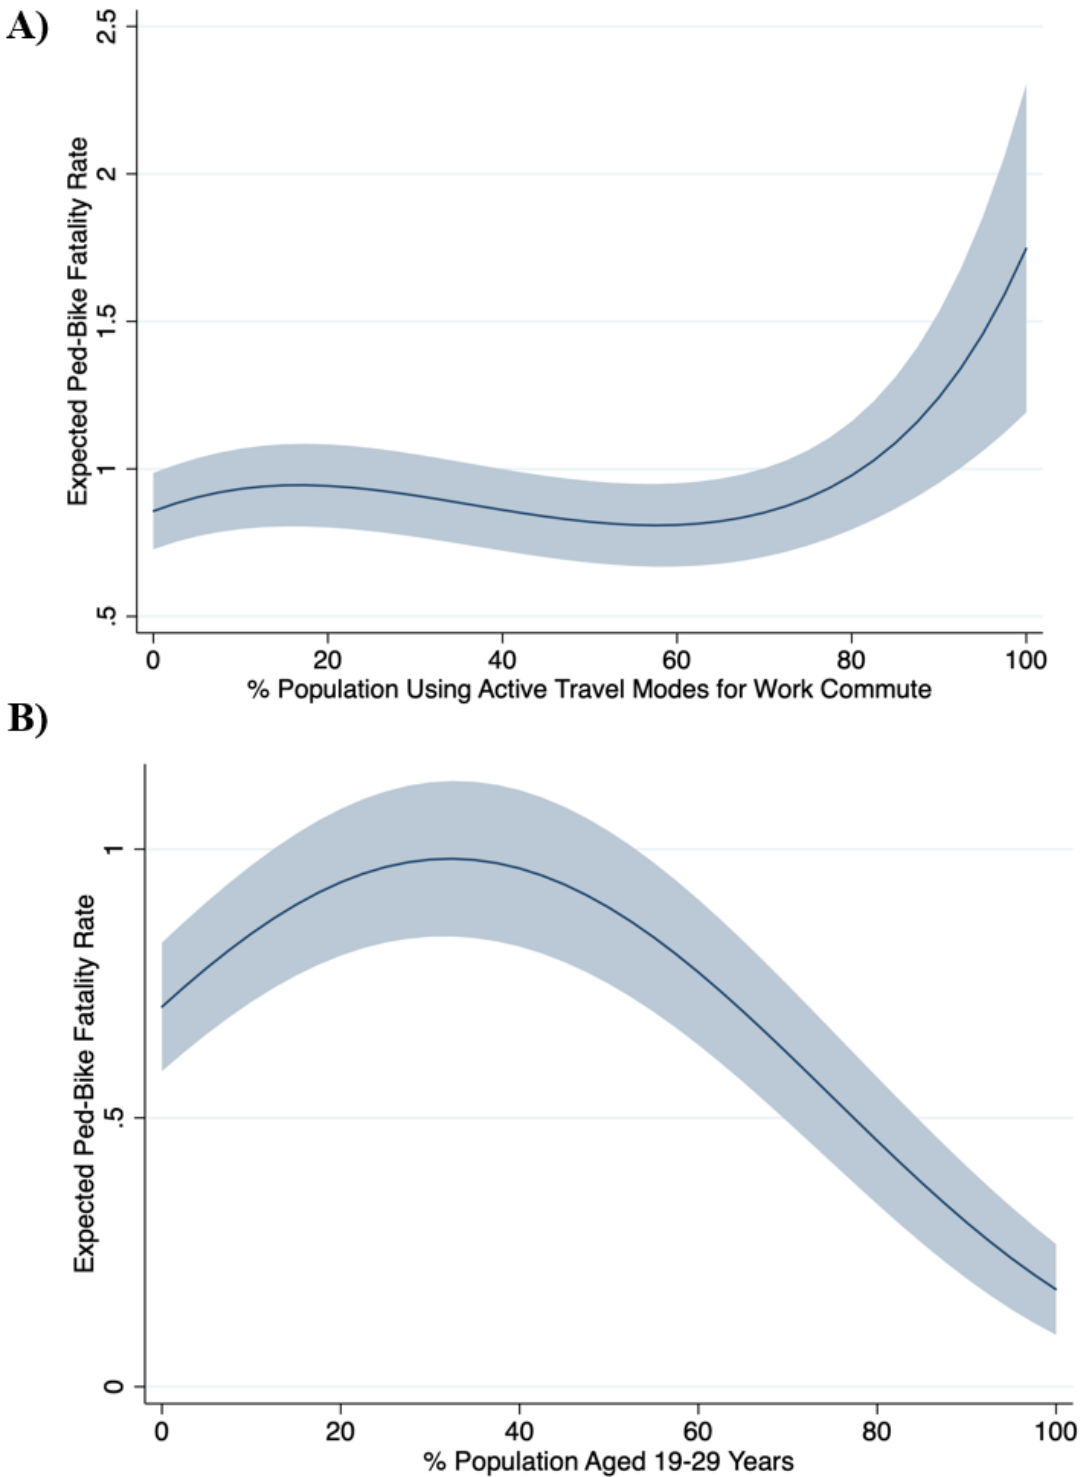 A)
Expected Ped-Bike Fatality Rate
2.5
2
1.5
1
.5
0 20 40 60 80 100
% Population Using Active Travel Modes for Work Commute
B)
Expected Ped-Bike Fatality Rate
1
.5
0
0 20 40 60 80 100
% Population Aged 19-29 Years